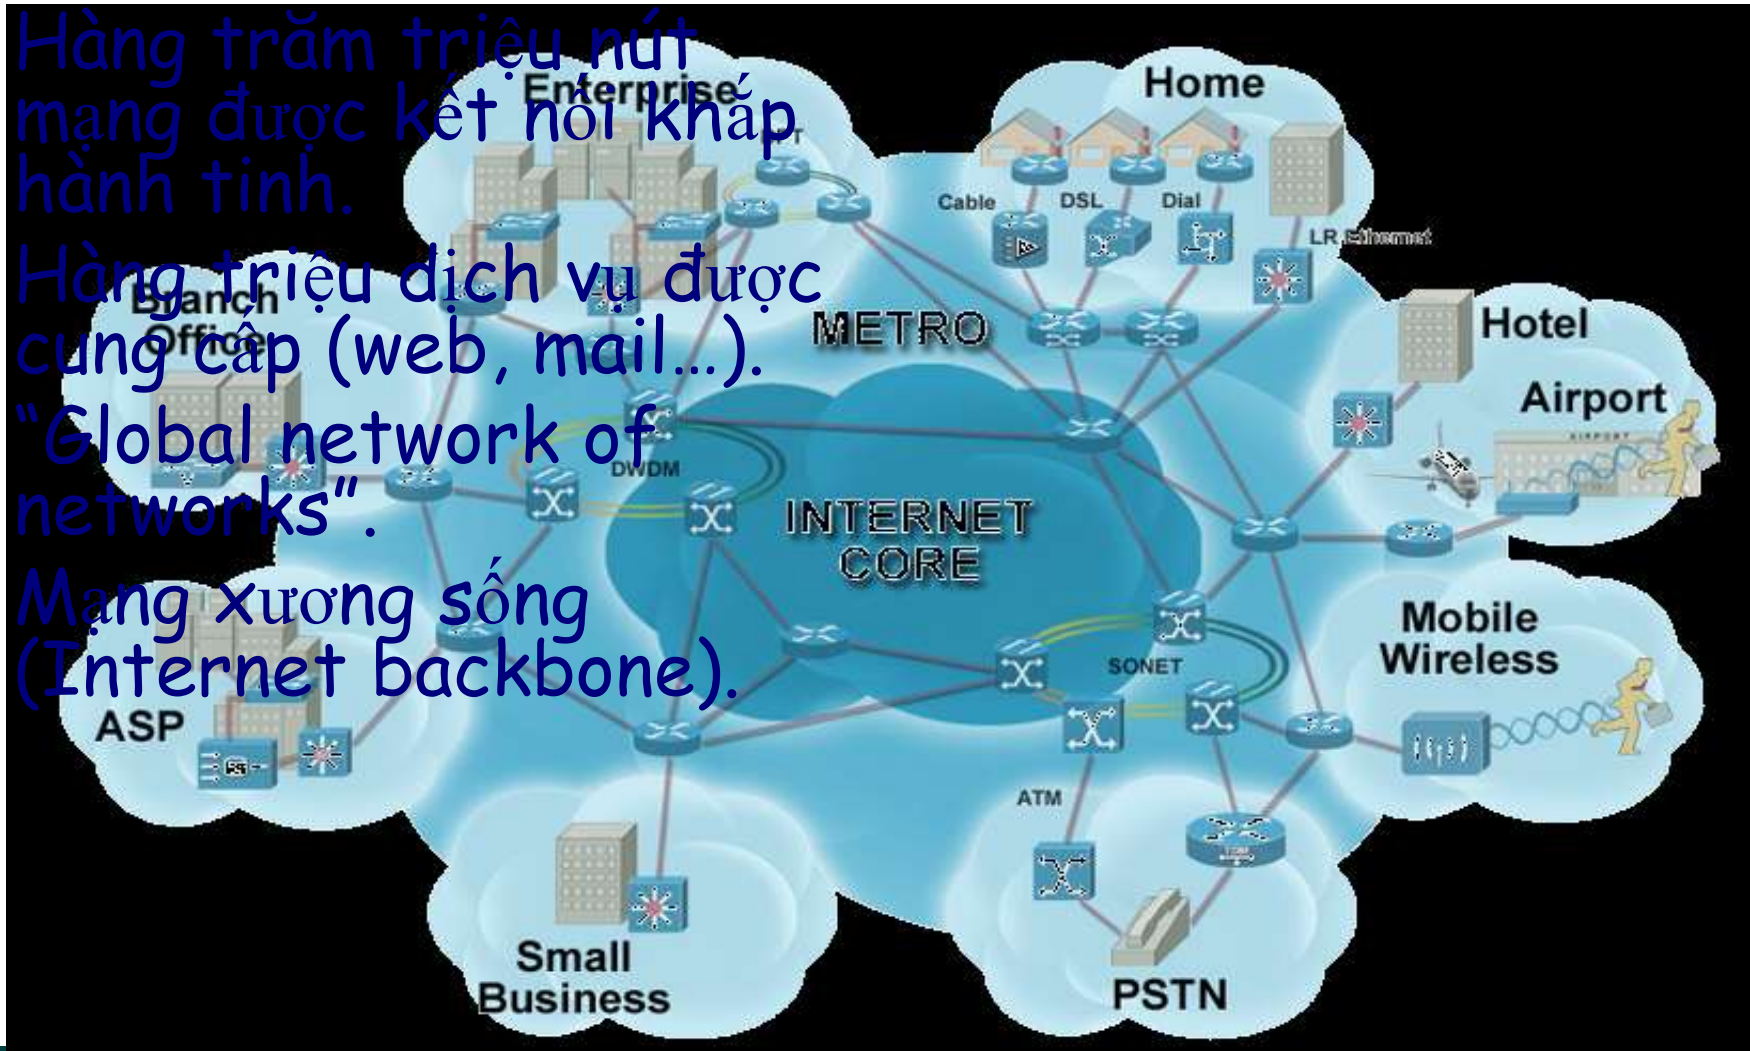 Hàng trăm triệu nút
mạng được kết nối khắp
hành tinh.
Hàng triệu dịch vụ được
cung cấp (web, mail…).
“Global network of
networks”.
Mạng xương sống
(Internet backbone).
Enterprise
Home
Cable
DSL
Dial
LR Ethernet
Branch
Office
METRO
Hotel
Airport
AIRPORT
DWDM
INTERNET
CORE
Mobile
Wireless
SONET
ASP
ATM
Small
Business
PSTN